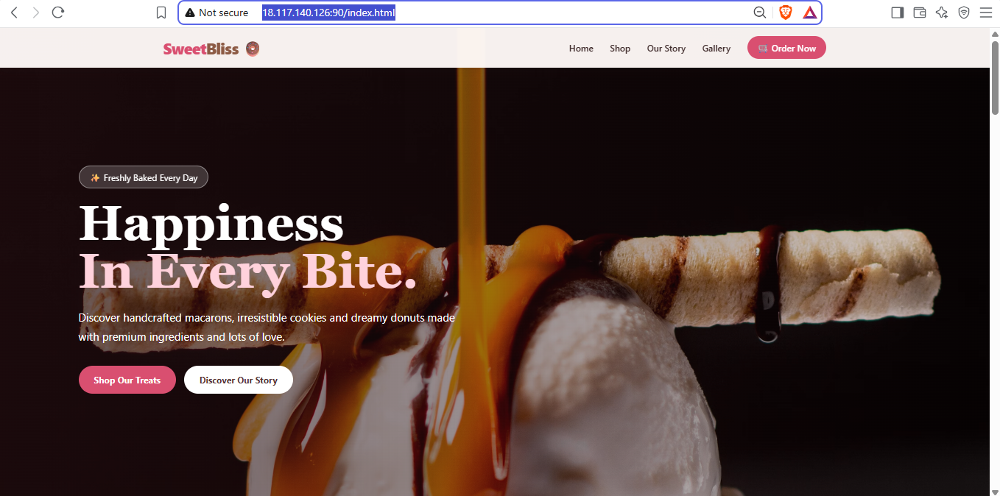 Not secure
18.117.140.126:90/index.html
SweetBliss 🍩
Home
Shop
Our Story
Gallery
🛒 Order Now
✨ Freshly Baked Every Day
Happiness
In Every Bite.
Discover handcrafted macarons, irresistible cookies and dreamy donuts made
with premium ingredients and lots of love.
Shop Our Treats
Discover Our Story